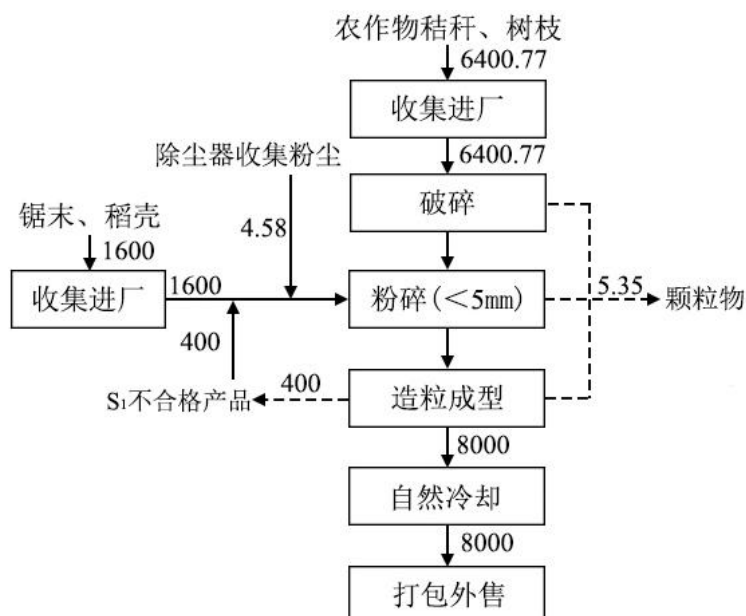 农作物秸秆、树枝
6400.77
收集进厂
6400.77
除尘器收集粉尘
破碎
锯末、稻壳
4.58
1600
收集进厂
1600
粉碎(<5mm)
5.35
颗粒物
400
400
S₁不合格产品
造粒成型
8000
自然冷却
8000
打包外售